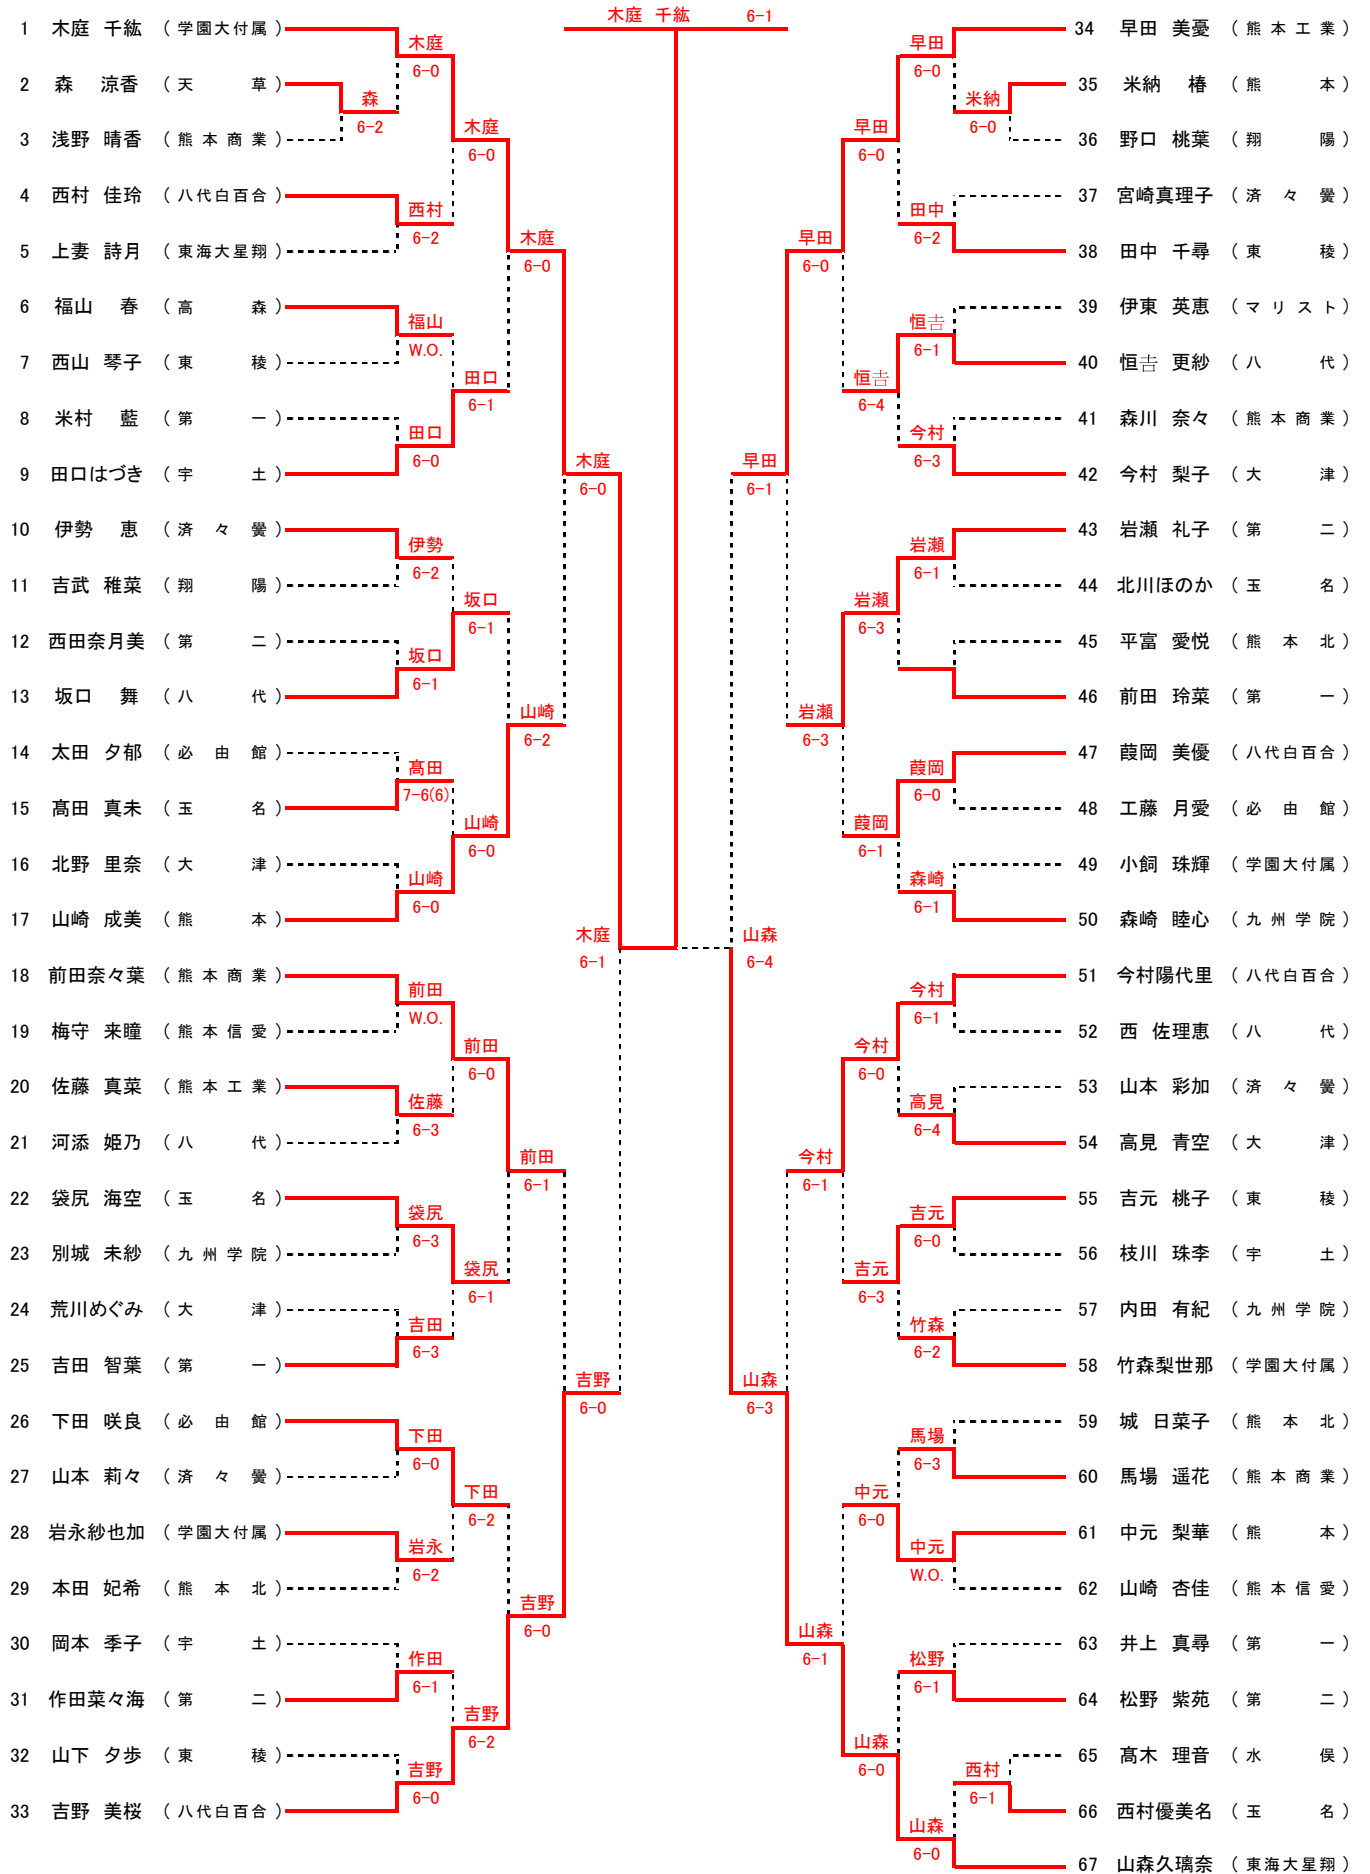 木庭 千紘 6-1
1 木庭 千紘 （ 学園大付属 ）
2 森 涼香 （ 天 草 ）
3 浅野 晴香 （ 熊本商業 ）
4 西村 佳玲 （ 八代白百合 ）
5 上妻 詩月 （ 東海大星翔 ）
6 福山 春 （ 高 森 ）
7 西山 琴子 （ 東 稜 ）
8 米村 藍 （ 第 一 ）
9 田口はづき （ 宇 土 ）
10 伊勢 恵 （ 済々黌 ）
11 吉武 稚菜 （ 翔 陽 ）
12 西田奈月美 （ 第 二 ）
13 坂口 舞 （ 八 代 ）
14 太田 夕郁 （ 必由館 ）
15 髙田 真未 （ 玉 名 ）
16 北野 里奈 （ 大 津 ）
17 山崎 成美 （ 熊 本 ）
18 前田奈々葉 （ 熊本商業 ）
19 梅守 来瞳 （ 熊本信愛 ）
20 佐藤 真菜 （ 熊本工業 ）
21 河添 姫乃 （ 八 代 ）
22 袋尻 海空 （ 玉 名 ）
23 別城 未紗 （ 九州学院 ）
24 荒川めぐみ （ 大 津 ）
25 吉田 智葉 （ 第 一 ）
26 下田 咲良 （ 必由館 ）
27 山本 莉々 （ 済々黌 ）
28 岩永紗也加 （ 学園大付属 ）
29 本田 妃希 （ 熊本北 ）
30 岡本 季子 （ 宇 土 ）
31 作田菜々海 （ 第 二 ）
32 山下 夕歩 （ 東 稜 ）
33 吉野 美桜 （ 八代白百合 ）
森
6-2
木庭
6-0
西村
6-2
福山
W.O.
田口
6-0
伊勢
6-2
坂口
6-1
髙田
7-6(6)
山崎
6-0
前田
W.O.
佐藤
6-3
袋尻
6-3
吉田
6-3
下田
6-0
岩永
6-2
作田
6-1
吉野
6-0
木庭
6-0
田口
6-1
坂口
6-1
山崎
6-0
前田
6-0
袋尻
6-1
下田
6-2
吉野
6-2
木庭
6-0
山崎
6-2
前田
6-1
吉野
6-0
木庭
6-0
吉野
6-0
木庭
6-1
山森
6-4
早田
6-1
山森
6-3
早田
6-0
岩瀬
6-3
今村
6-1
山森
6-1
早田
6-0
恒𠮷
6-4
岩瀬
6-3
葭岡
6-1
今村
6-0
吉元
6-3
中元
6-0
山森
6-0
早田
6-0
田中
6-2
恒𠮷
6-1
今村
6-3
岩瀬
6-1
葭岡
6-0
森崎
6-1
今村
6-1
高見
6-4
吉元
6-0
竹森
6-2
馬場
6-3
中元
W.O.
松野
6-1
山森
6-0
米納
6-0
西村
6-1
34 早田 美憂 （ 熊本工業 ）
35 米納 椿 （ 熊 本 ）
36 野口 桃葉 （ 翔 陽 ）
37 宮崎真理子 （ 済々黌 ）
38 田中 千尋 （ 東 稜 ）
39 伊東 英恵 （ マリスト ）
40 恒𠮷 更紗 （ 八 代 ）
41 森川 奈々 （ 熊本商業 ）
42 今村 梨子 （ 大 津 ）
43 岩瀬 礼子 （ 第 二 ）
44 北川ほのか （ 玉 名 ）
45 平富 愛悦 （ 熊本北 ）
46 前田 玲菜 （ 第 一 ）
47 葭岡 美優 （ 八代白百合 ）
48 工藤 月愛 （ 必由館 ）
49 小飼 珠輝 （ 学園大付属 ）
50 森崎 睦心 （ 九州学院 ）
51 今村陽代里 （ 八代白百合 ）
52 西 佐理恵 （ 八 代 ）
53 山本 彩加 （ 済々黌 ）
54 高見 青空 （ 大 津 ）
55 吉元 桃子 （ 東 稜 ）
56 枝川 珠李 （ 宇 土 ）
57 内田 有紀 （ 九州学院 ）
58 竹森梨世那 （ 学園大付属 ）
59 城 日菜子 （ 熊本北 ）
60 馬場 遥花 （ 熊本商業 ）
61 中元 梨華 （ 熊 本 ）
62 山崎 杏佳 （ 熊本信愛 ）
63 井上 真尋 （ 第 一 ）
64 松野 紫苑 （ 第 二 ）
65 髙木 理音 （ 水 俣 ）
66 西村優美名 （ 玉 名 ）
67 山森久璃奈 （ 東海大星翔 ）